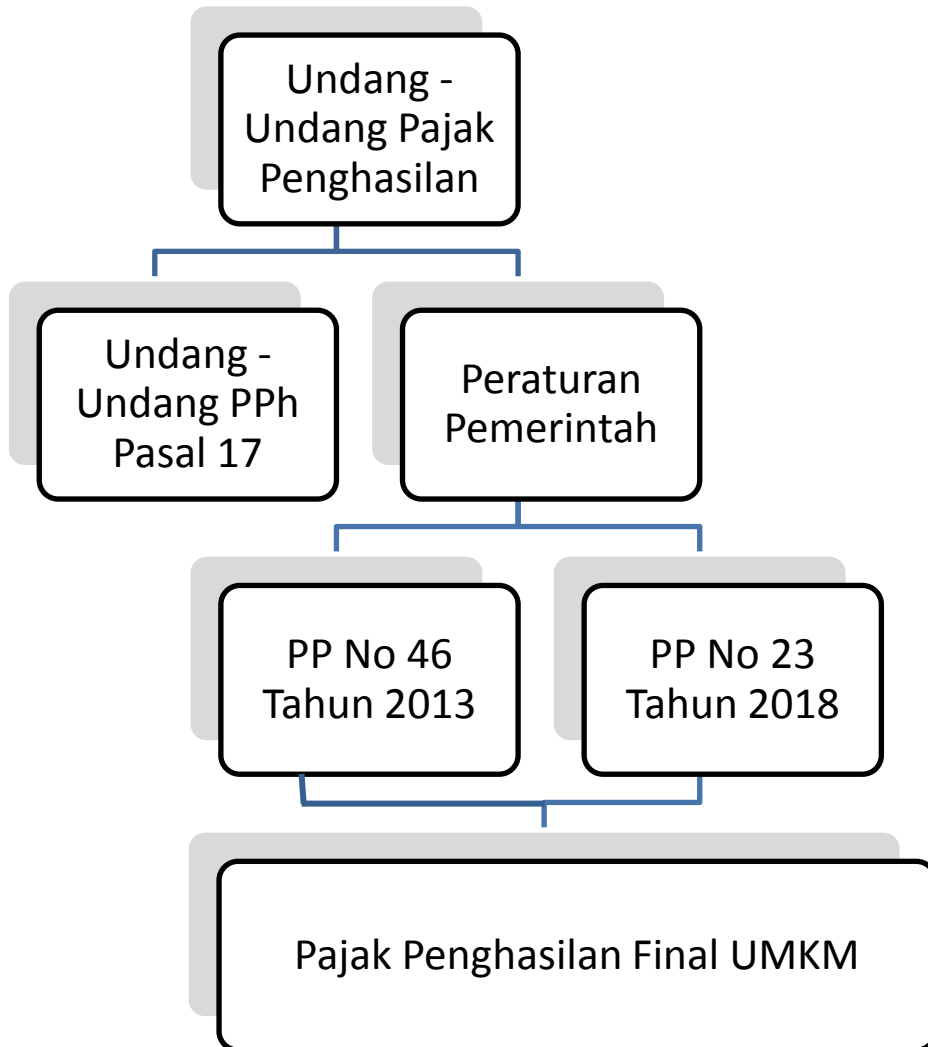 Undang -
Undang Pajak
Penghasilan
Undang -
Undang PPh
Pasal 17
Peraturan
Pemerintah
PP No 46
Tahun 2013
PP No 23
Tahun 2018
Pajak Penghasilan Final UMKM